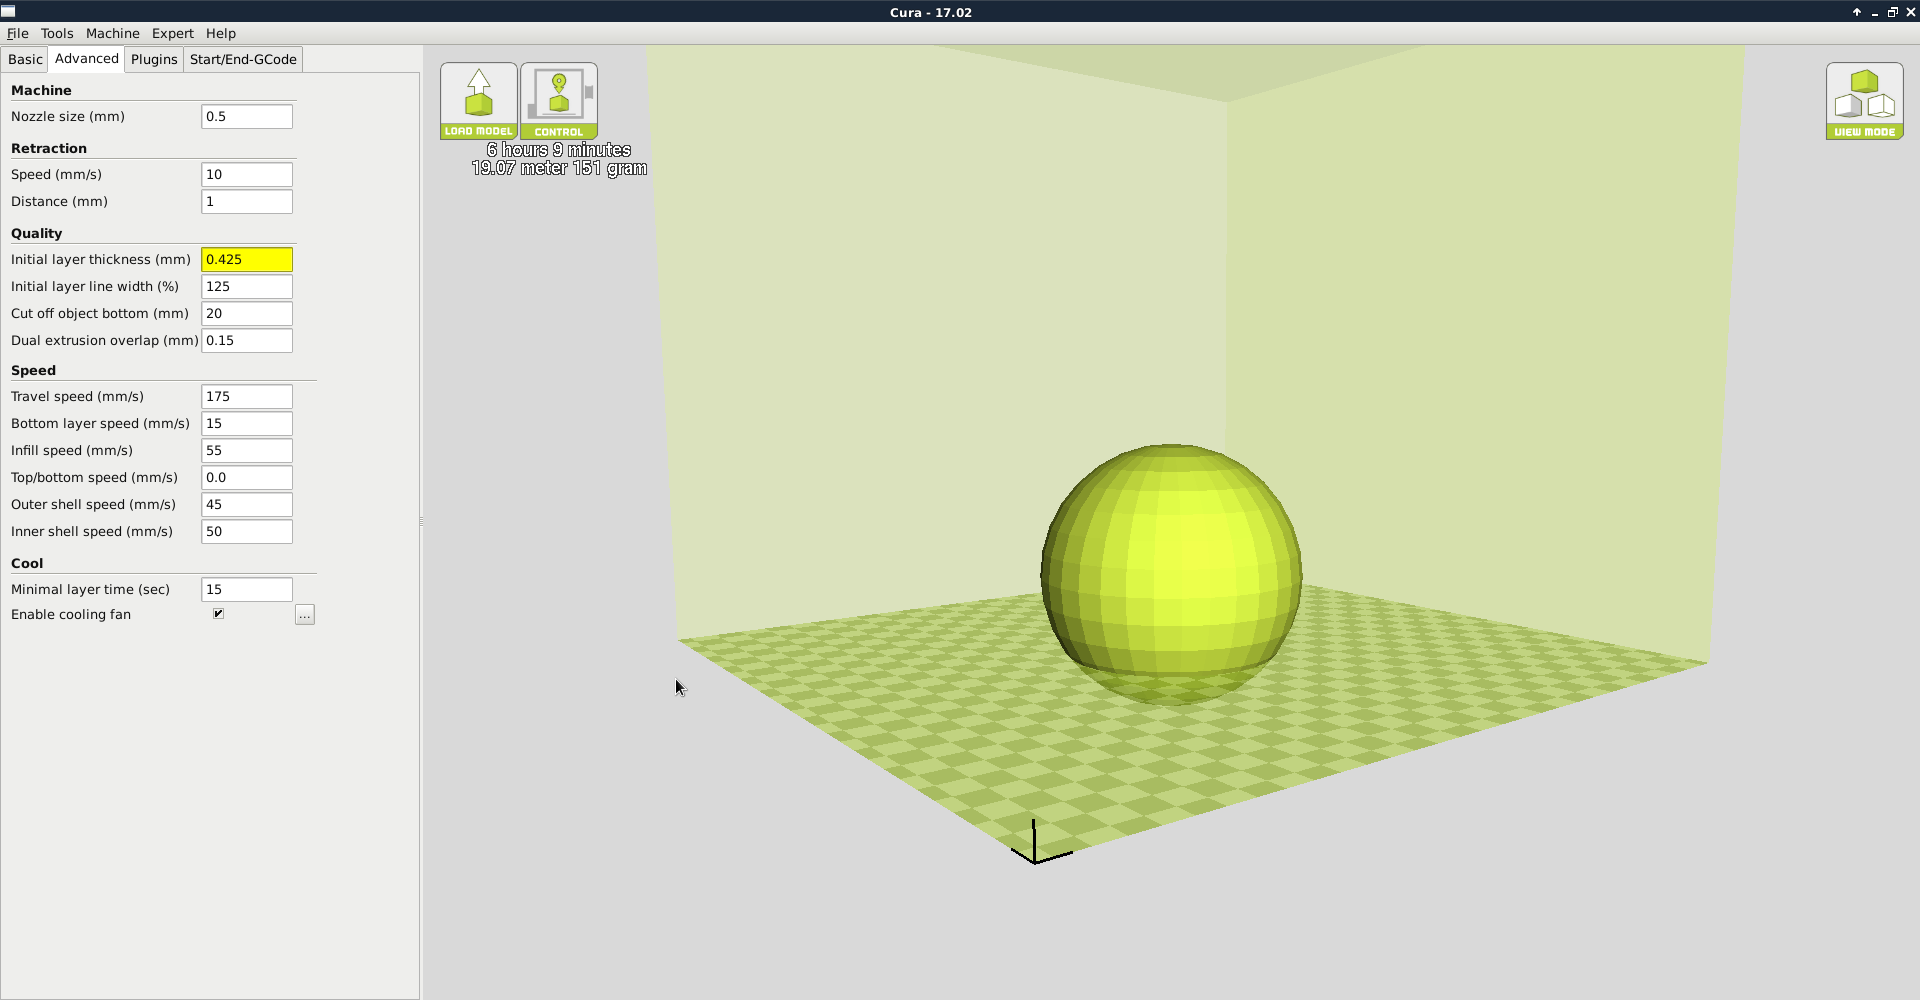 Cura - 17.02
File Tools Machine Expert Help
Basic Advanced Plugins Start/End-GCode
Machine
Nozzle size (mm) 0.5
Retraction
Speed (mm/s) 10
Distance (mm) 1
Quality
Initial layer thickness (mm) 0.425
Initial layer line width (%) 125
Cut off object bottom (mm) 20
Dual extrusion overlap (mm) 0.15
Speed
Travel speed (mm/s) 175
Bottom layer speed (mm/s) 15
Infill speed (mm/s) 55
Top/bottom speed (mm/s) 0.0
Outer shell speed (mm/s) 45
Inner shell speed (mm/s) 50
Cool
Minimal layer time (sec) 15
Enable cooling fan ...
LOAD MODEL CONTROL
6 hours 9 minutes
19.07 meter 151 gram
VIEW MODE